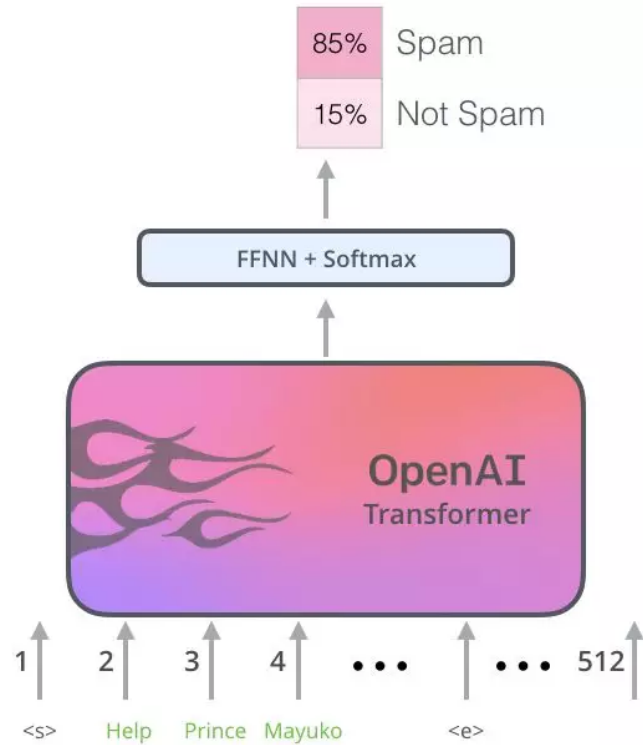 85% Spam
15% Not Spam
FFNN + Softmax
OpenAI
Transformer
1 2 3 4 ••• ••• 512
<s> Help Prince Mayuko <e>